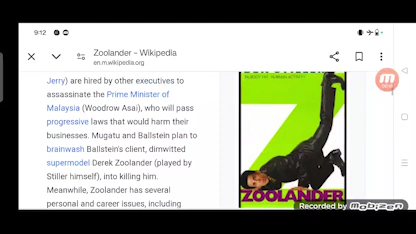 9:12
Zoolander - Wikipedia
en.m.wikipedia.org
Jerry) are hired by other executives to
assassinate the Prime Minister of
Malaysia (Woodrow Asai), who will pass
progressive laws that would harm their
businesses. Mugatu and Ballstein plan to
brainwash Ballstein's client, dimwitted
supermodel Derek Zoolander (played by
Stiller himself), into killing him.
Meanwhile, Zoolander has several
personal and career issues, including
ZOOLANDER
Recorded by MOBIZEN